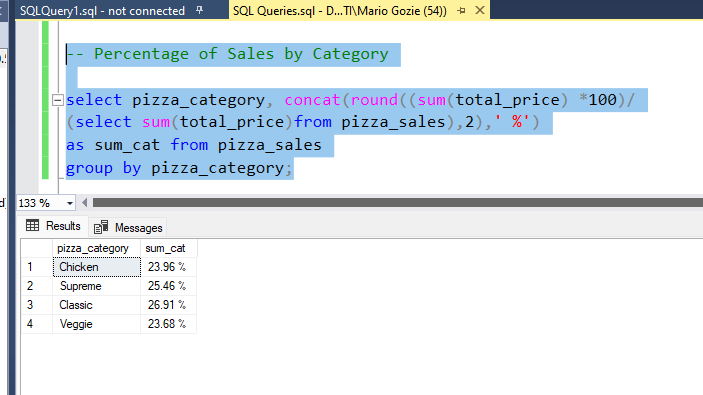 SQLQuery1.sql - not connected SQL Queries.sql - D...TI\Mario Gozie (54))
-- Percentage of Sales by Category
select pizza_category, concat(round((sum(total_price) *100)/
(select sum(total_price)from pizza_sales),2),' %')
as sum_cat from pizza_sales
group by pizza_category;
133 %
Results Messages
pizza_category sum_cat
1 Chicken 23.96 %
2 Supreme 25.46 %
3 Classic 26.91 %
4 Veggie 23.68 %